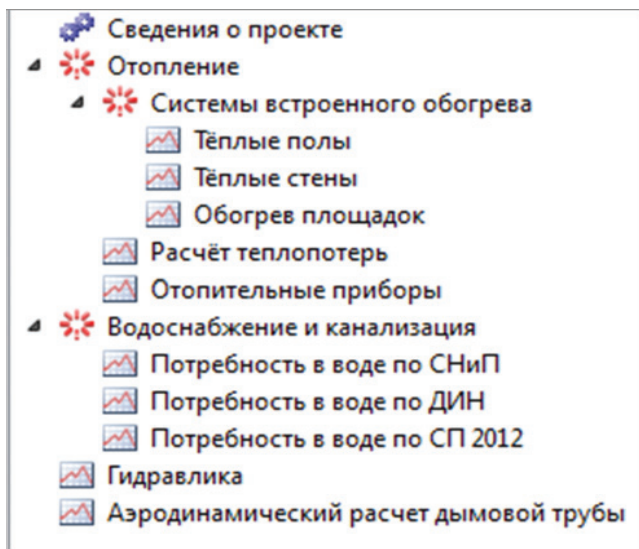 Сведения о проекте
Отопление
Системы встроенного обогрева
Тёплые полы
Тёплые стены
Обогрев площадок
Расчёт теплопотерь
Отопительные приборы
Водоснабжение и канализация
Потребность в воде по СНиП
Потребность в воде по ДИН
Потребность в воде по СП 2012
Гидравлика
Аэродинамический расчет дымовой трубы